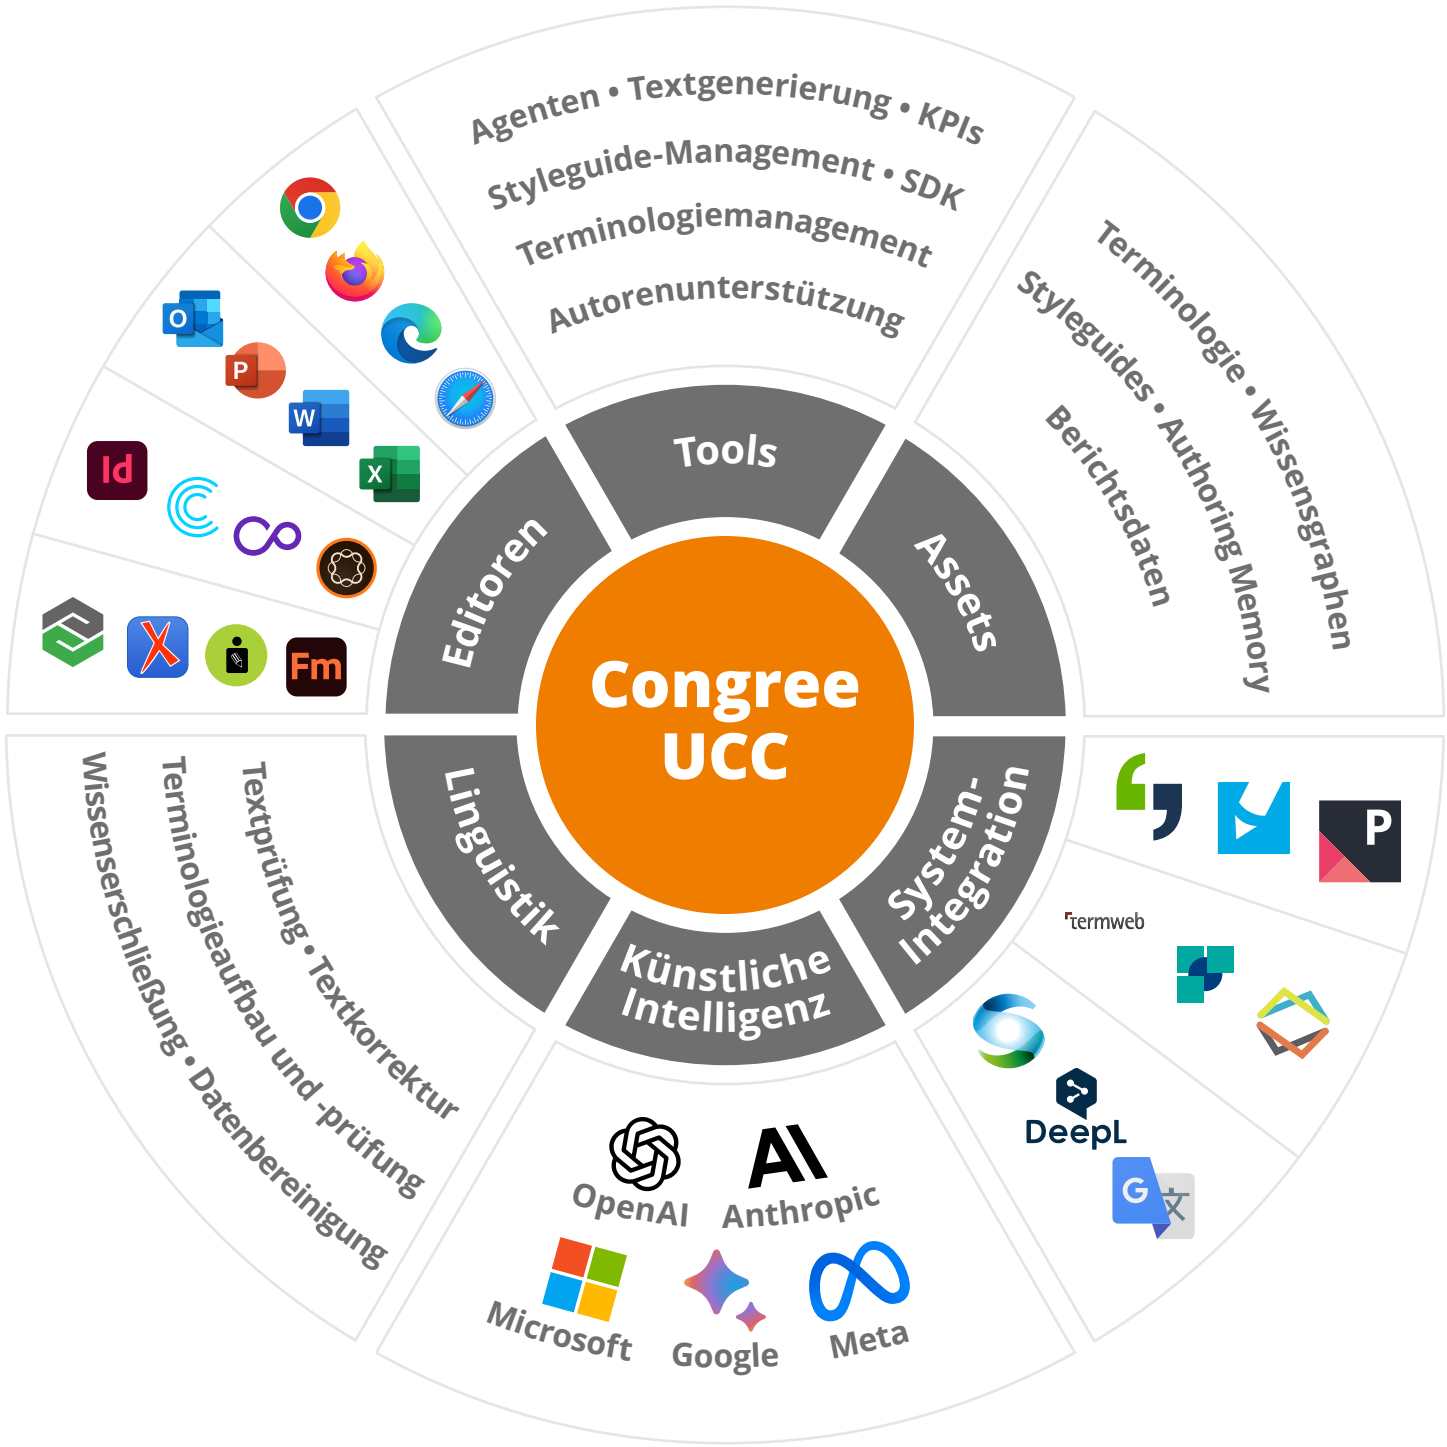 Congree
UCC
Tools
Agenten • Textgenerierung • KPIs
Styleguide-Management • SDK
Terminologiemanagement
Autorenunterstützung
Assets
Terminologie • Wissensgraphen
Styleguides • Authoring Memory
Berichtsdaten
System-
Integration
P
termweb
DeepL
G
文
Künstliche
Intelligenz
OpenAI
Anthropic
Microsoft
Google
Meta
Linguistik
Textprüfung • Textkorrektur
Terminologieaufbau und -prüfung
Wissenserschließung • Datenbereinigung
Editoren
O
P
W
X
Id
Fm